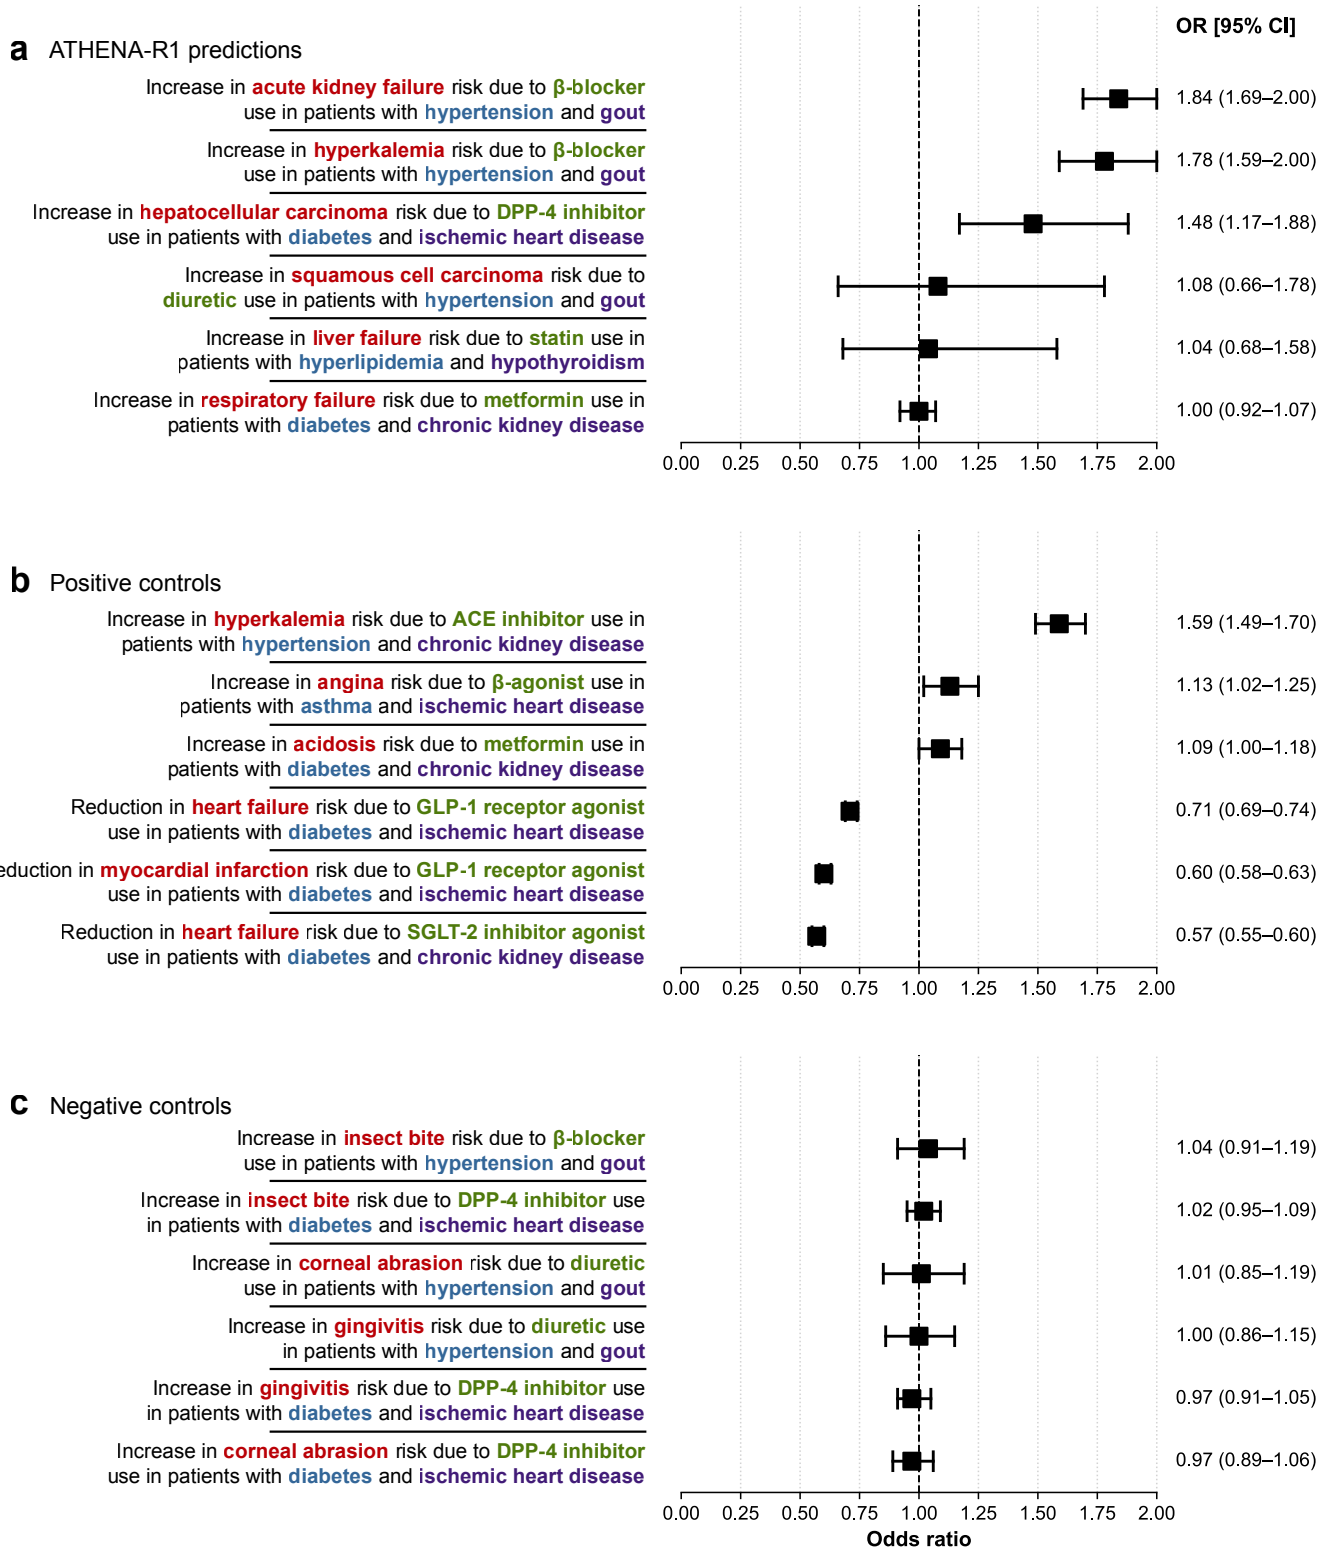 OR [95% CI]
a ATHENA-R1 predictions
Increase in acute kidney failure risk due to β-blocker
use in patients with hypertension and gout
1.84 (1.69–2.00)
Increase in hyperkalemia risk due to β-blocker
use in patients with hypertension and gout
1.78 (1.59–2.00)
Increase in hepatocellular carcinoma risk due to DPP-4 inhibitor
use in patients with diabetes and ischemic heart disease
1.48 (1.17–1.88)
Increase in squamous cell carcinoma risk due to
diuretic use in patients with hypertension and gout
1.08 (0.66–1.78)
Increase in liver failure risk due to statin use in
patients with hyperlipidemia and hypothyroidism
1.04 (0.68–1.58)
Increase in respiratory failure risk due to metformin use in
patients with diabetes and chronic kidney disease
1.00 (0.92–1.07)
0.00 0.25 0.50 0.75 1.00 1.25 1.50 1.75 2.00
b Positive controls
Increase in hyperkalemia risk due to ACE inhibitor use in
patients with hypertension and chronic kidney disease
1.59 (1.49–1.70)
Increase in angina risk due to β-agonist use in
patients with asthma and ischemic heart disease
1.13 (1.02–1.25)
Increase in acidosis risk due to metformin use in
patients with diabetes and chronic kidney disease
1.09 (1.00–1.18)
Reduction in heart failure risk due to GLP-1 receptor agonist
use in patients with diabetes and ischemic heart disease
0.71 (0.69–0.74)
eduction in myocardial infarction risk due to GLP-1 receptor agonist
use in patients with diabetes and ischemic heart disease
0.60 (0.58–0.63)
Reduction in heart failure risk due to SGLT-2 inhibitor agonist
use in patients with diabetes and chronic kidney disease
0.57 (0.55–0.60)
0.00 0.25 0.50 0.75 1.00 1.25 1.50 1.75 2.00
c Negative controls
Increase in insect bite risk due to β-blocker
use in patients with hypertension and gout
1.04 (0.91–1.19)
Increase in insect bite risk due to DPP-4 inhibitor use
in patients with diabetes and ischemic heart disease
1.02 (0.95–1.09)
Increase in corneal abrasion risk due to diuretic
use in patients with hypertension and gout
1.01 (0.85–1.19)
Increase in gingivitis risk due to diuretic use
in patients with hypertension and gout
1.00 (0.86–1.15)
Increase in gingivitis risk due to DPP-4 inhibitor use
in patients with diabetes and ischemic heart disease
0.97 (0.91–1.05)
Increase in corneal abrasion risk due to DPP-4 inhibitor
use in patients with diabetes and ischemic heart disease
0.97 (0.89–1.06)
0.00 0.25 0.50 0.75 1.00 1.25 1.50 1.75 2.00
Odds ratio